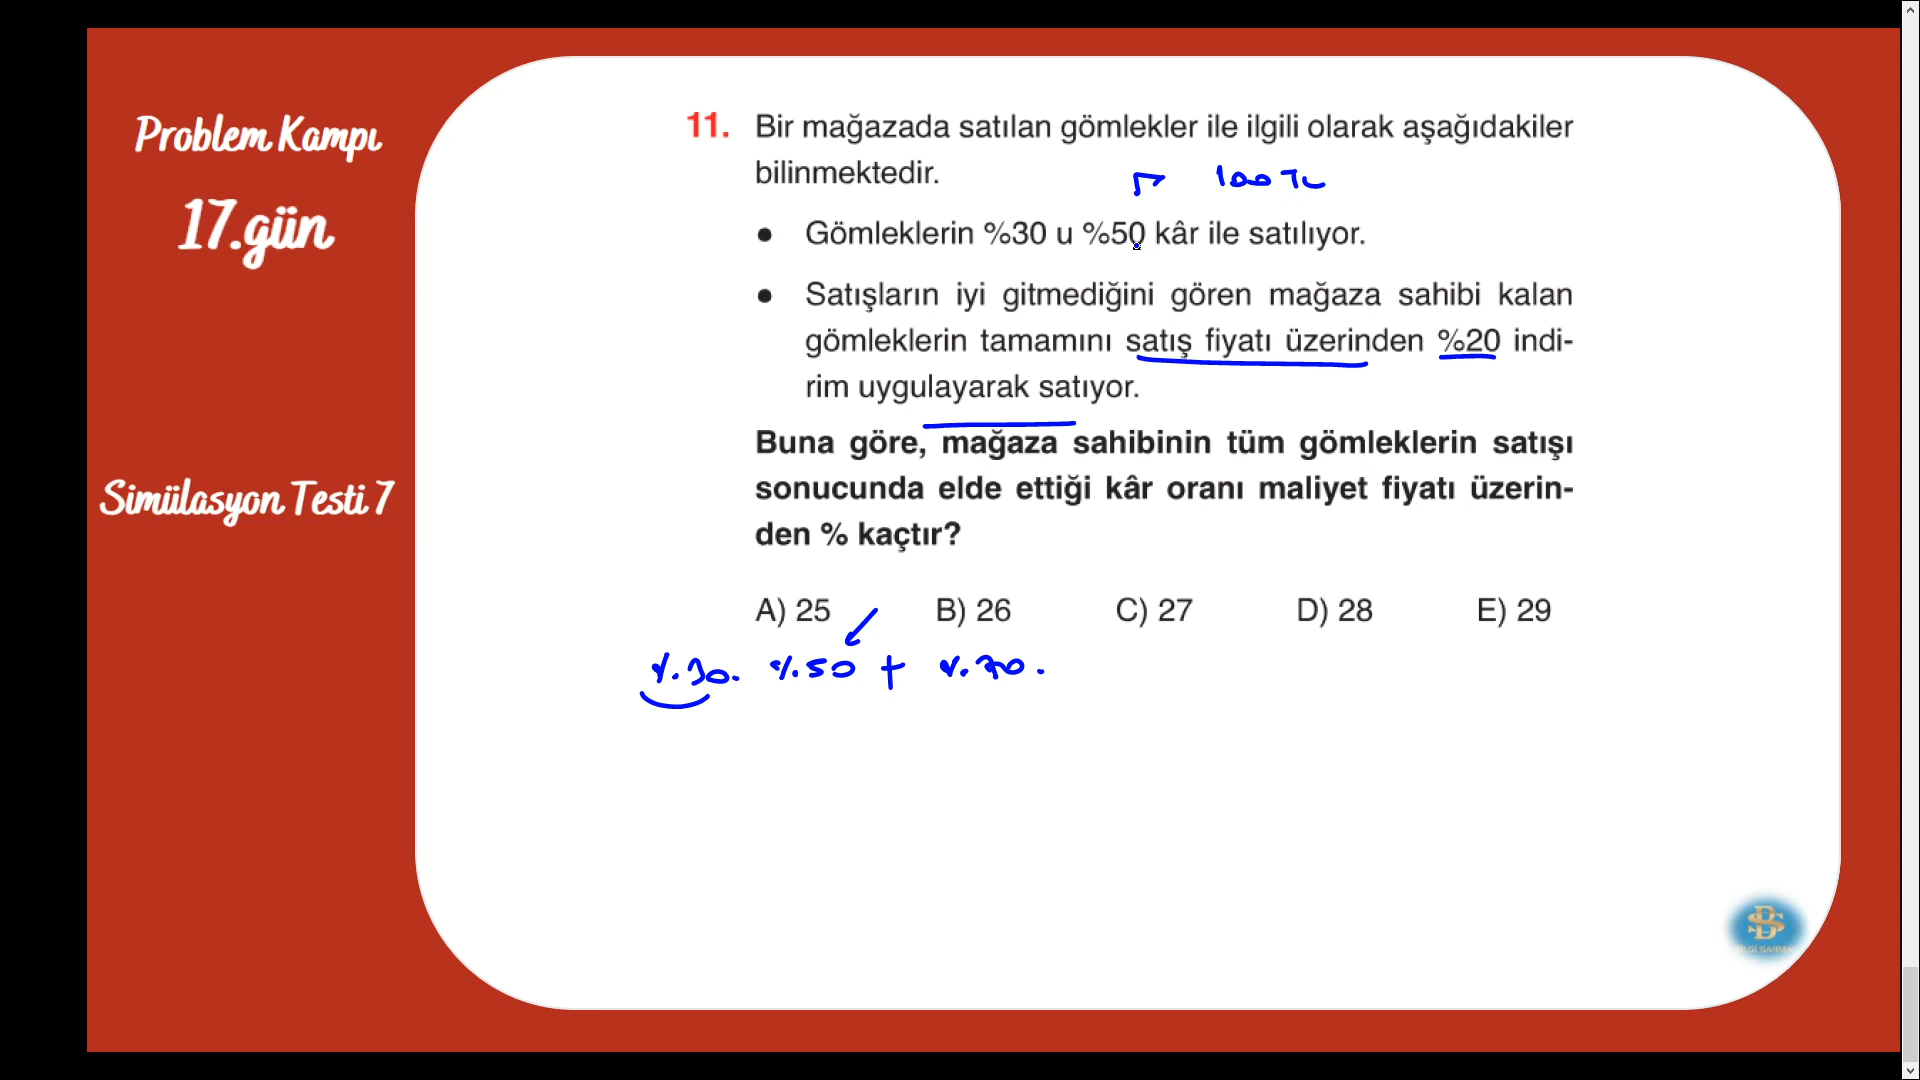 Problem Kampı
17.gün
Simülasyon Testi 7
11. Bir mağazada satılan gömlekler ile ilgili olarak aşağıdakiler
bilinmektedir.
100 TL
● Gömleklerin %30 u %50 kâr ile satılıyor.
● Satışların iyi gitmediğini gören mağaza sahibi kalan
gömleklerin tamamını satış fiyatı üzerinden %20 indi-
rim uygulayarak satıyor.
Buna göre, mağaza sahibinin tüm gömleklerin satışı
sonucunda elde ettiği kâr oranı maliyet fiyatı üzerin-
den % kaçtır?
A) 25 B) 26 C) 27 D) 28 E) 29
%30. %50 + %70.